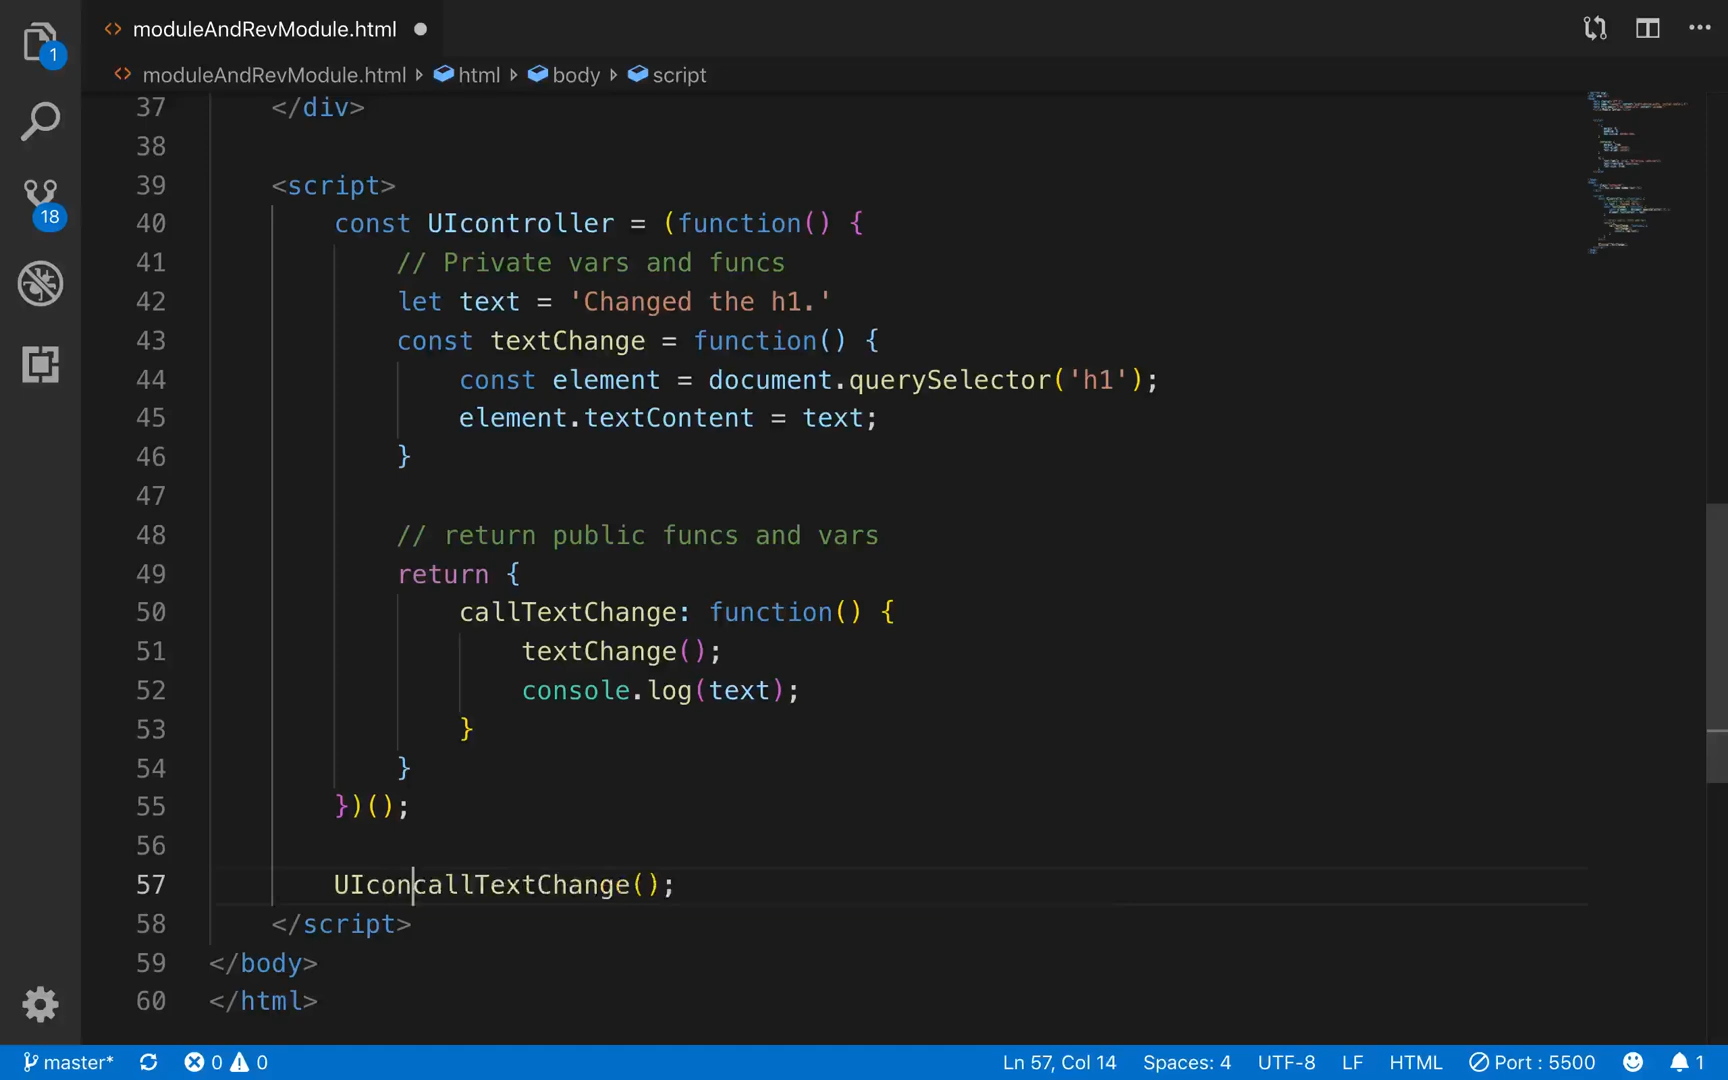 moduleAndRevModule.html
1
moduleAndRevModule.html html body script
18
37 </div>
38
39 <script>
40 const UIcontroller = (function() {
41 // Private vars and funcs
42 let text = 'Changed the h1.'
43 const textChange = function() {
44 const element = document.querySelector('h1');
45 element.textContent = text;
46 }
47
48 // return public funcs and vars
49 return {
50 callTextChange: function() {
51 textChange();
52 console.log(text);
53 }
54 }
55 })();
56
57 UIconcallTextChange();
58 </script>
59 </body>
60 </html>
master* 0 0 Ln 57, Col 14 Spaces: 4 UTF-8 LF HTML Port : 5500 1